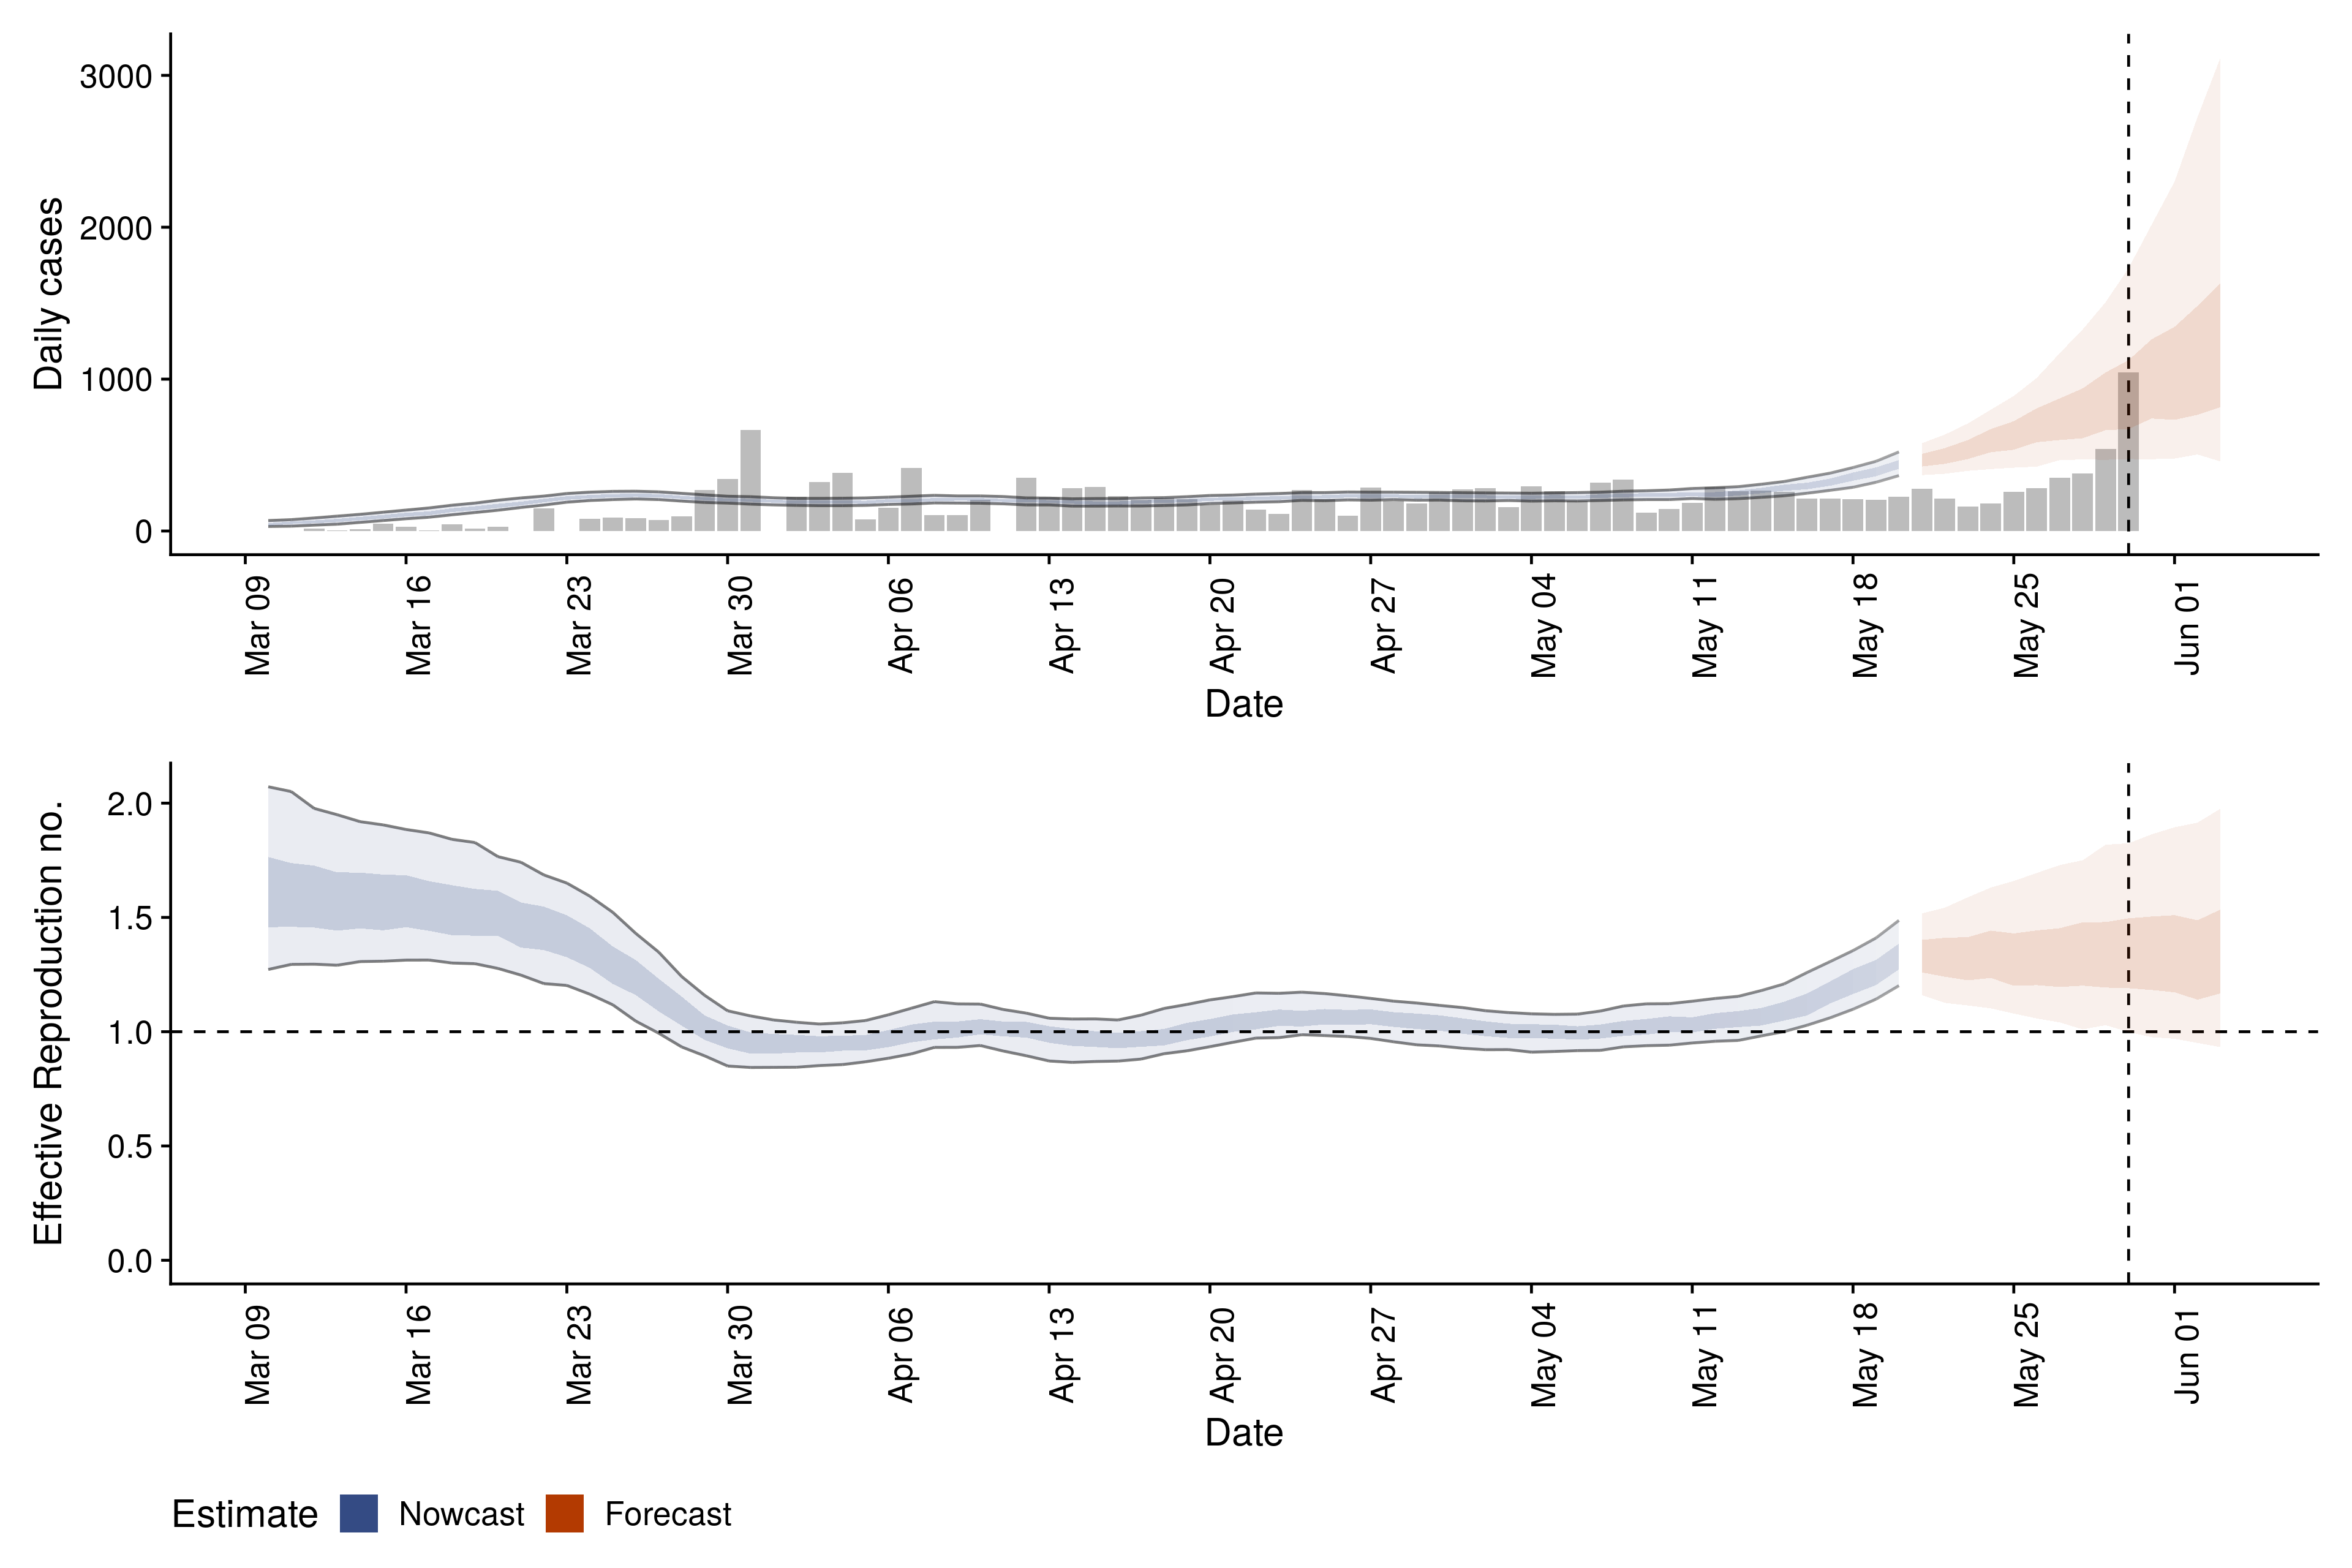 3000
2000
1000
0
Daily cases
Mar 09
Mar 16
Mar 23
Mar 30
Apr 06
Apr 13
Apr 20
Apr 27
May 04
May 11
May 18
May 25
Jun 01
Date
2.0
1.5
1.0
0.5
0.0
Effective Reproduction no.
Mar 09
Mar 16
Mar 23
Mar 30
Apr 06
Apr 13
Apr 20
Apr 27
May 04
May 11
May 18
May 25
Jun 01
Date
Estimate Nowcast Forecast